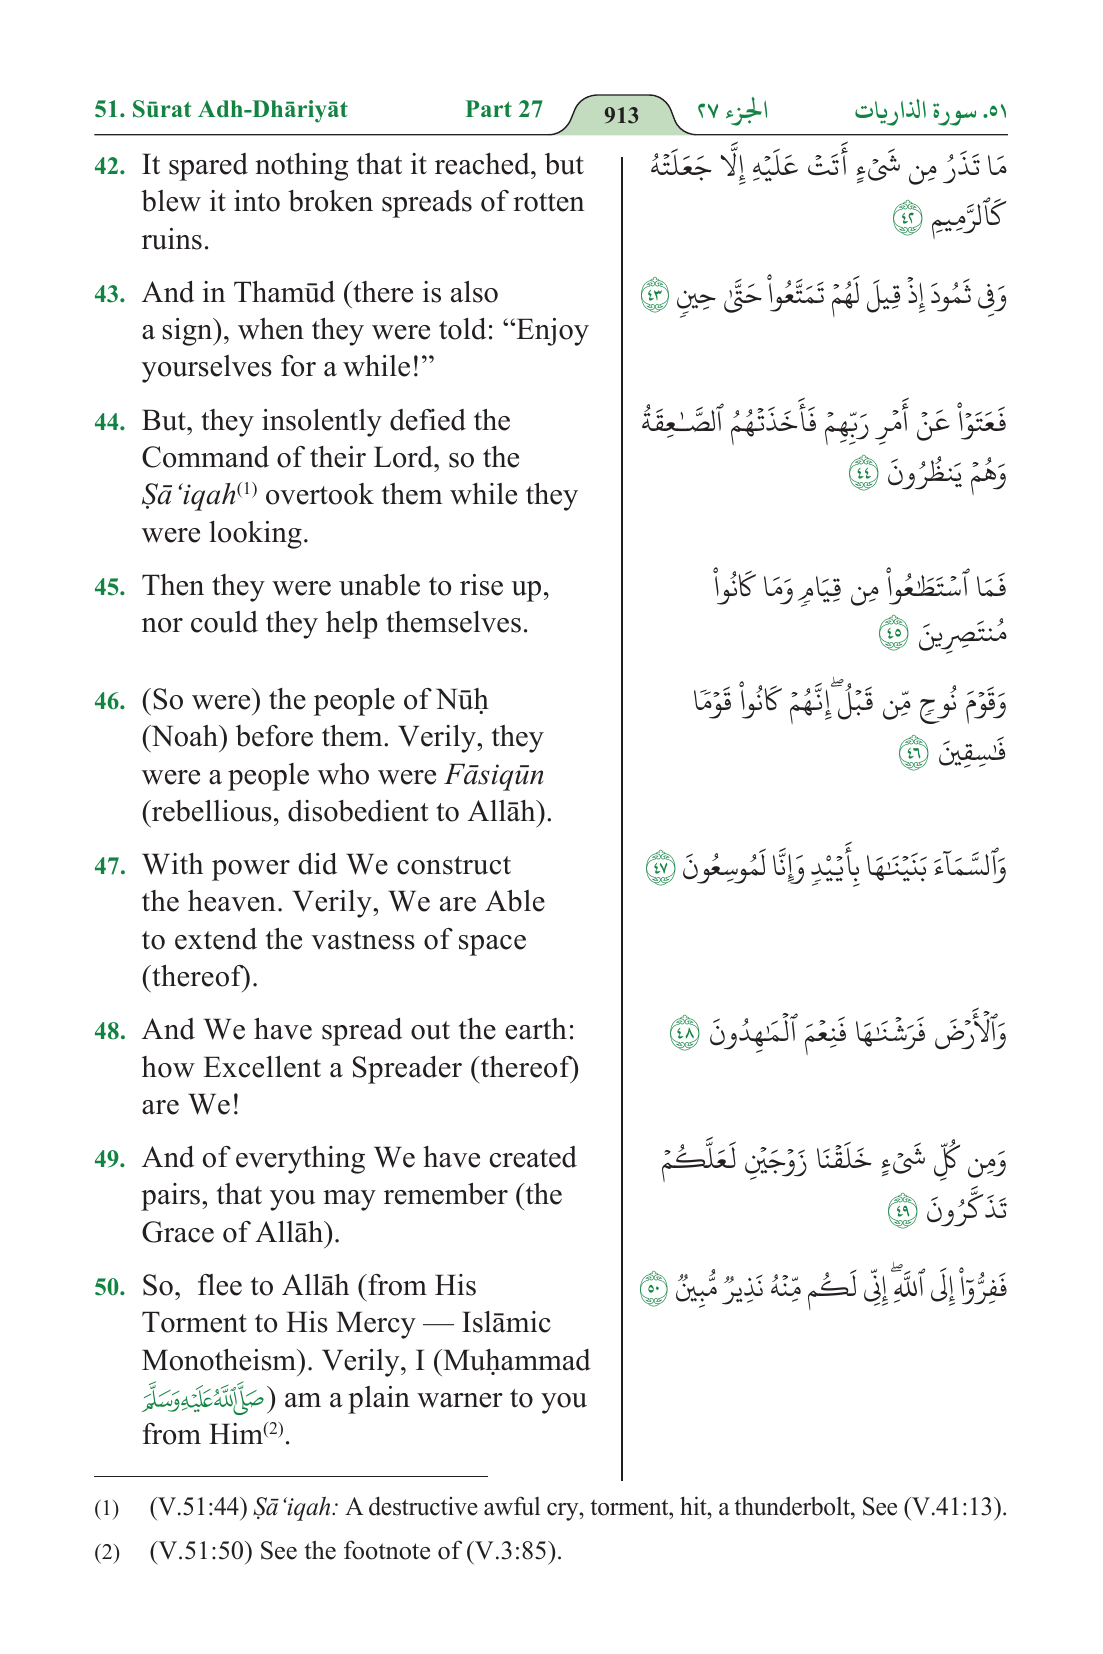 51. Sūrat Adh-Dhāriyāt Part 27 913 الجزء ٢٧ ٥١. سورة الذاريات
42. It spared nothing that it reached, but
blew it into broken spreads of rotten
ruins.
مَا تَذَرُ مِن شَىْءٍ أَتَتْ عَلَيْهِ إِلَّا جَعَلَتْهُ
كَٱلرَّمِيمِ ٤٢
43. And in Thamūd (there is also
a sign), when they were told: “Enjoy
yourselves for a while!”
وَفِى ثَمُودَ إِذْ قِيلَ لَهُمْ تَمَتَّعُوا۟ حَتَّىٰ حِينٍ ٤٣
44. But, they insolently defied the
Command of their Lord, so the
Ṣā‘iqah(1) overtook them while they
were looking.
فَعَتَوْا۟ عَنْ أَمْرِ رَبِّهِمْ فَأَخَذَتْهُمُ ٱلصَّـٰعِقَةُ
وَهُمْ يَنظُرُونَ ٤٤
45. Then they were unable to rise up,
nor could they help themselves.
فَمَا ٱسْتَطَـٰعُوا۟ مِن قِيَامٍ وَمَا كَانُوا۟
مُنتَصِرِينَ ٤٥
46. (So were) the people of Nūḥ
(Noah) before them. Verily, they
were a people who were Fāsiqūn
(rebellious, disobedient to Allāh).
وَقَوْمَ نُوحٍ مِّن قَبْلُ ۖ إِنَّهُمْ كَانُوا۟ قَوْمًا
فَـٰسِقِينَ ٤٦
47. With power did We construct
the heaven. Verily, We are Able
to extend the vastness of space
(thereof).
وَٱلسَّمَآءَ بَنَيْنَـٰهَا بِأَيْي۟دٍ وَإِنَّا لَمُوسِعُونَ ٤٧
48. And We have spread out the earth:
how Excellent a Spreader (thereof)
are We!
وَٱلْأَرْضَ فَرَشْنَـٰهَا فَنِعْمَ ٱلْمَـٰهِدُونَ ٤٨
49. And of everything We have created
pairs, that you may remember (the
Grace of Allāh).
وَمِن كُلِّ شَىْءٍ خَلَقْنَا زَوْجَيْنِ لَعَلَّكُمْ
تَذَكَّرُونَ ٤٩
50. So, flee to Allāh (from His
Torment to His Mercy — Islāmic
Monotheism). Verily, I (Muḥammad
صَلَّى ٱللَّهُ عَلَيْهِ وَسَلَّمَ) am a plain warner to you
from Him(2).
فَفِرُّوٓا۟ إِلَى ٱللَّهِ ۖ إِنِّى لَكُم مِّنْهُ نَذِيرٌ مُّبِينٌ ٥٠
(1) (V.51:44) Ṣā‘iqah: A destructive awful cry, torment, hit, a thunderbolt, See (V.41:13).
(2) (V.51:50) See the footnote of (V.3:85).